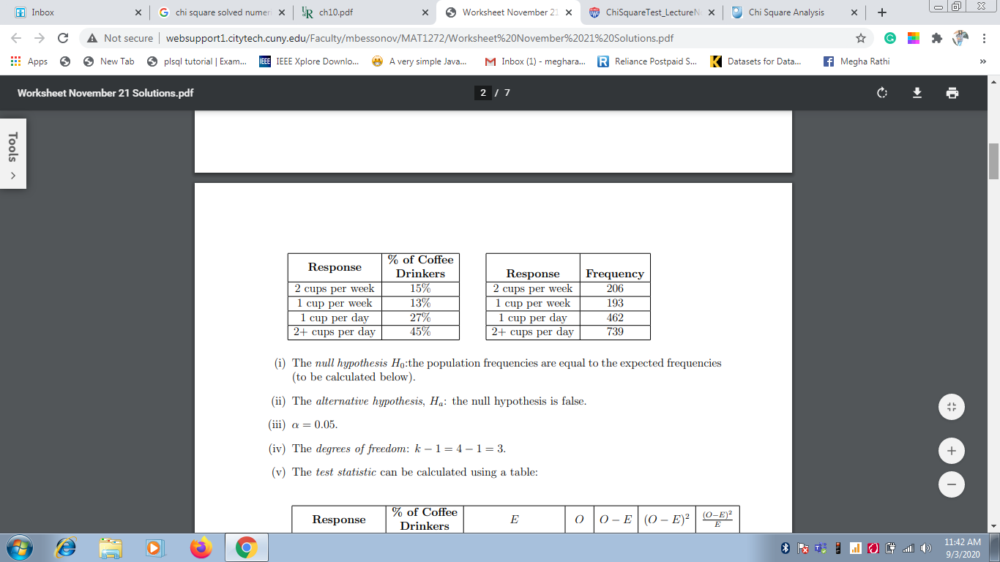 Inbox
chi square solved numer
ch10.pdf
Worksheet November 21
ChiSquareTest_LectureN
Chi Square Analysis
Not secure
websupport1.citytech.cuny.edu/Faculty/mbessonov/MAT1272/Worksheet%20November%2021%20Solutions.pdf
Apps
New Tab
plsql tutorial | Exam...
IEEE
IEEE Xplore Downlo...
A very simple Java...
Inbox (1) - meghara...
R
Reliance Postpaid S...
Datasets for Data...
Megha Rathi
»
Worksheet November 21 Solutions.pdf
2 / 7
Tools
Response % of Coffee Drinkers
2 cups per week 15%
1 cup per week 13%
1 cup per day 27%
2+ cups per day 45%
Response Frequency
2 cups per week 206
1 cup per week 193
1 cup per day 462
2+ cups per day 739
(i) The null hypothesis H₀:the population frequencies are equal to the expected frequencies
(to be calculated below).
(ii) The alternative hypothesis, Hₐ: the null hypothesis is false.
(iii) α = 0.05.
(iv) The degrees of freedom: k − 1 = 4 − 1 = 3.
(v) The test statistic can be calculated using a table:
Response % of Coffee Drinkers E O O − E (O − E)² (O−E)²/E
11:42 AM
9/3/2020